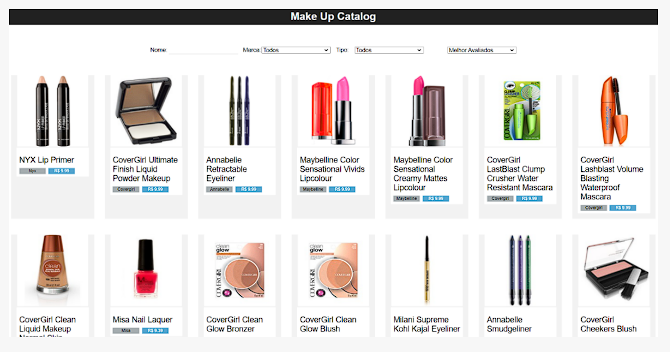 Make Up Catalog
Nome: Marca: Todos Tipo: Todos Melhor Avaliados
NYX Lip Primer
Nyx R$ 9.99
CoverGirl Ultimate
Finish Liquid
Powder Makeup
Covergirl R$ 9.99
Annabelle
Retractable
Eyeliner
Annabelle R$ 9.99
Maybelline Color
Sensational Vivids
Lipcolour
Maybelline R$ 9.99
Maybelline Color
Sensational
Creamy Mattes
Lipcolour
Maybelline R$ 9.99
CoverGirl
LastBlast Clump
Crusher Water
Resistant Mascara
Covergirl R$ 9.99
CoverGirl
Lashblast Volume
Blasting
Waterproof
Mascara
Covergirl R$ 9.99
CoverGirl Clean
Liquid Makeup
Normal Skin
Misa Nail Laquer
Misa R$ 9.99
CoverGirl Clean
Glow Bronzer
CoverGirl Clean
Glow Blush
Milani Supreme
Kohl Kajal Eyeliner
Annabelle
Smudgeliner
CoverGirl
Cheekers Blush